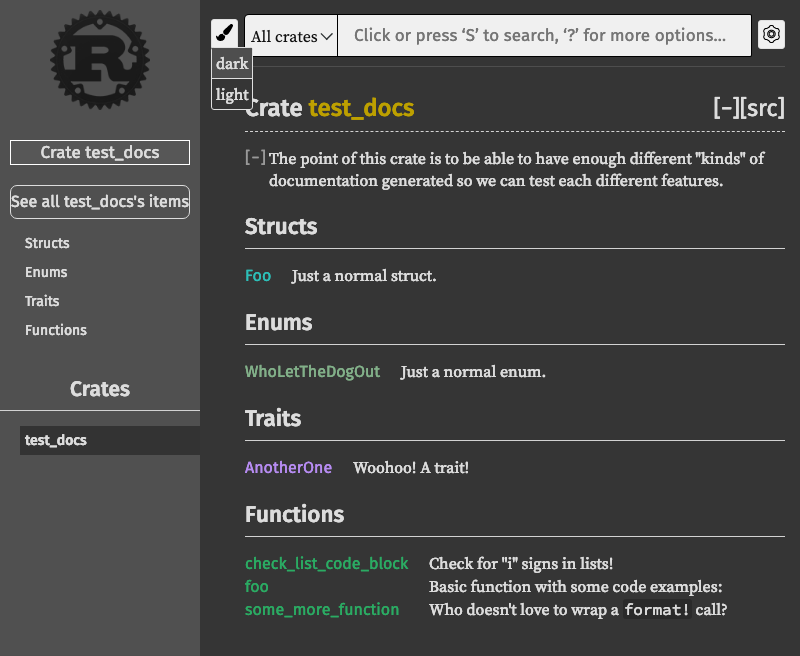 R
Crate test_docs
See all test_docs's items
Structs
Enums
Traits
Functions
Crates
test_docs
All crates
Click or press ‘S’ to search, ‘?’ for more options…
dark
light
Crate test_docs
[−][src]
[−] The point of this crate is to be able to have enough different "kinds" of
documentation generated so we can test each different features.
Structs
Foo Just a normal struct.
Enums
WhoLetTheDogOut Just a normal enum.
Traits
AnotherOne Woohoo! A trait!
Functions
check_list_code_block Check for "i" signs in lists!
foo Basic function with some code examples:
some_more_function Who doesn't love to wrap a format! call?